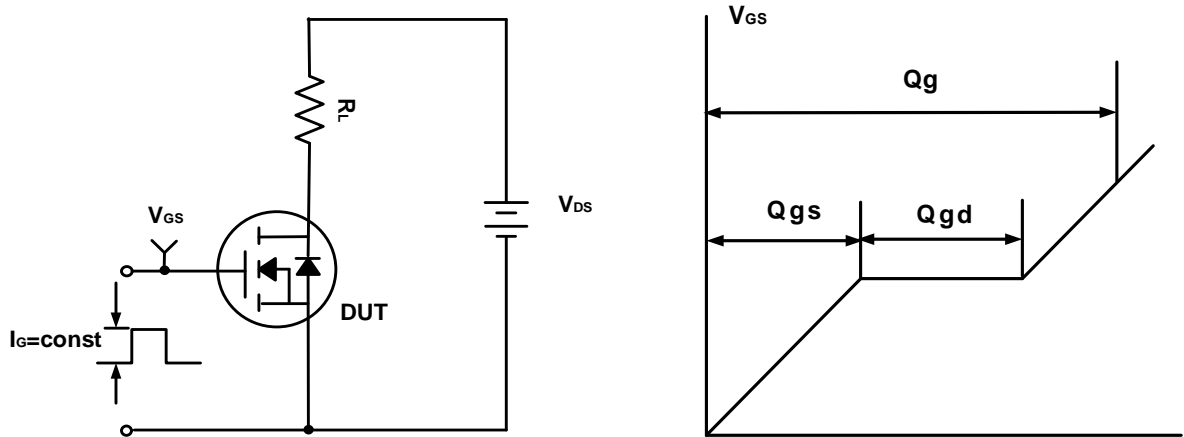 RL
VGS
VDS
DUT
IG=const
VGS
Qg
Qgs
Qgd